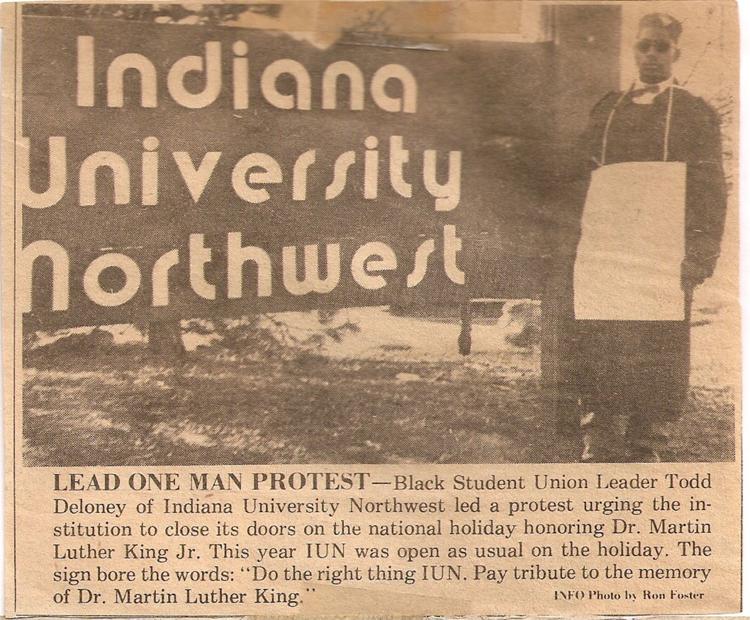 Indiana
University
Northwest
LEAD ONE MAN PROTEST—Black Student Union Leader Todd
Deloney of Indiana University Northwest led a protest urging the in-
stitution to close its doors on the national holiday honoring Dr. Martin
Luther King Jr. This year IUN was open as usual on the holiday. The
sign bore the words: "Do the right thing IUN. Pay tribute to the memory
of Dr. Martin Luther King."
INFO Photo by Ron Foster